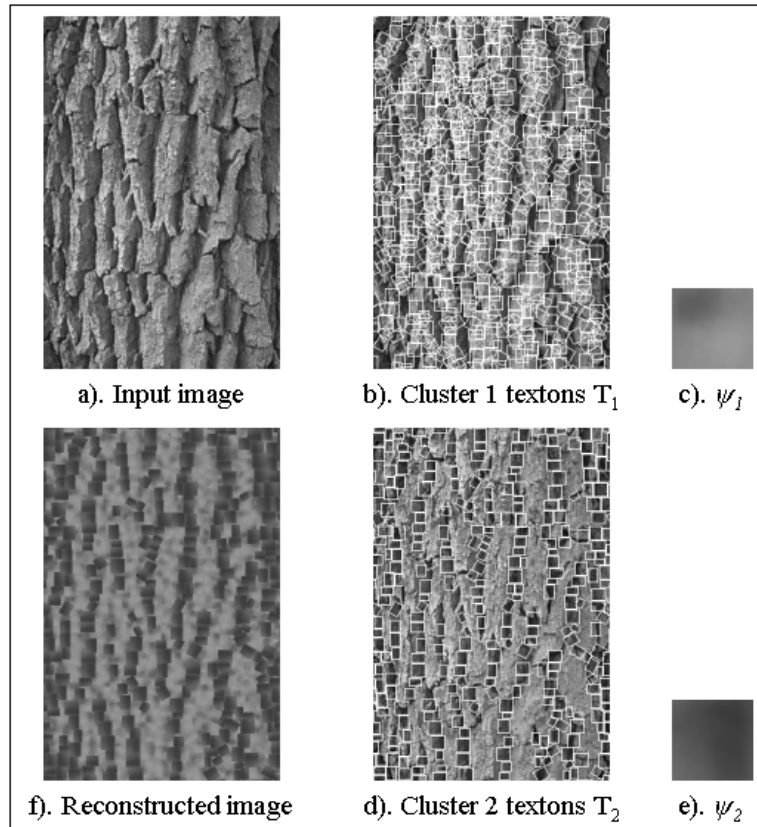 a). Input image
b). Cluster 1 textons T₁
c). ψ₁
f). Reconstructed image
d). Cluster 2 textons T₂
e). ψ₂